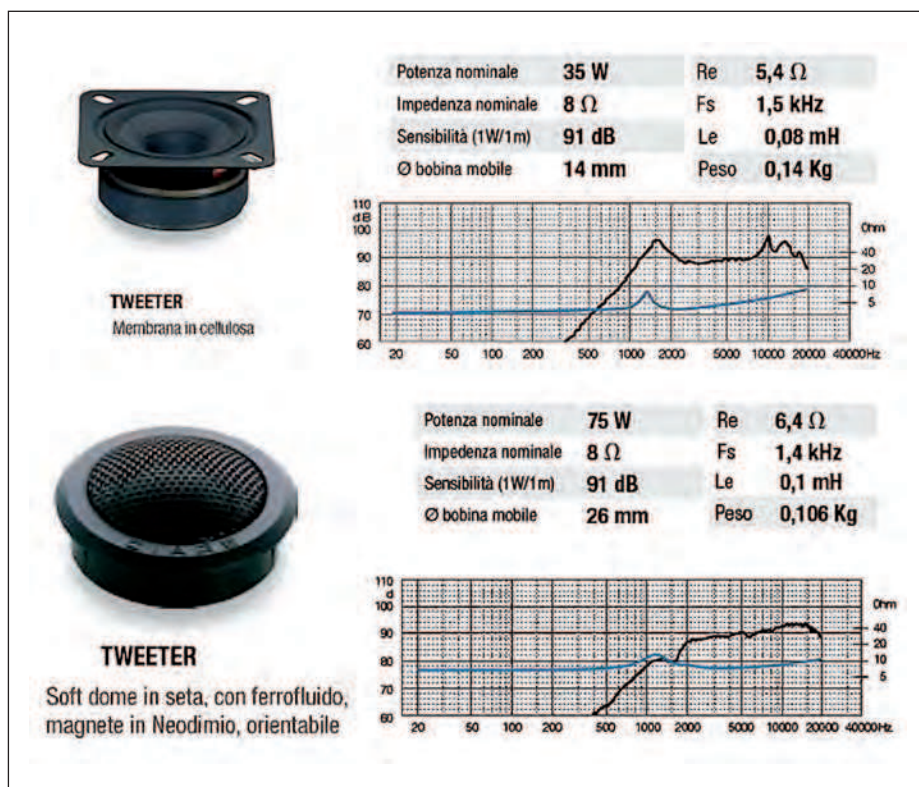 Potenza nominale 35 W Re 5,4 Ω
Impedenza nominale 8 Ω Fs 1,5 kHz
Sensibilità (1W/1m) 91 dB Le 0,08 mH
Ø bobina mobile 14 mm Peso 0,14 Kg
110
dB
100
90
80
70
60
Ohm
40
20
10
5
20 50 100 200 500 1000 2000 5000 10000 20000 40000Hz
TWEETER
Membrana in cellulosa
Potenza nominale 75 W Re 6,4 Ω
Impedenza nominale 8 Ω Fs 1,4 kHz
Sensibilità (1W/1m) 91 dB Le 0,1 mH
Ø bobina mobile 26 mm Peso 0,106 Kg
110
d
100
90
80
70
60
Ohm
40
20
10
5
20 50 100 200 500 1000 2000 5000 10000 20000 40000Hz
TWEETER
Soft dome in seta, con ferrofluido,
magnete in Neodimio, orientabile